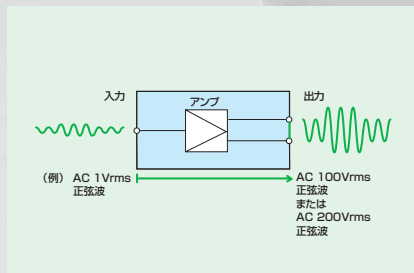 入力
アンプ
出力
(例) AC 1Vrms
正弦波
AC 100Vrms
正弦波
または
AC 200Vrms
正弦波